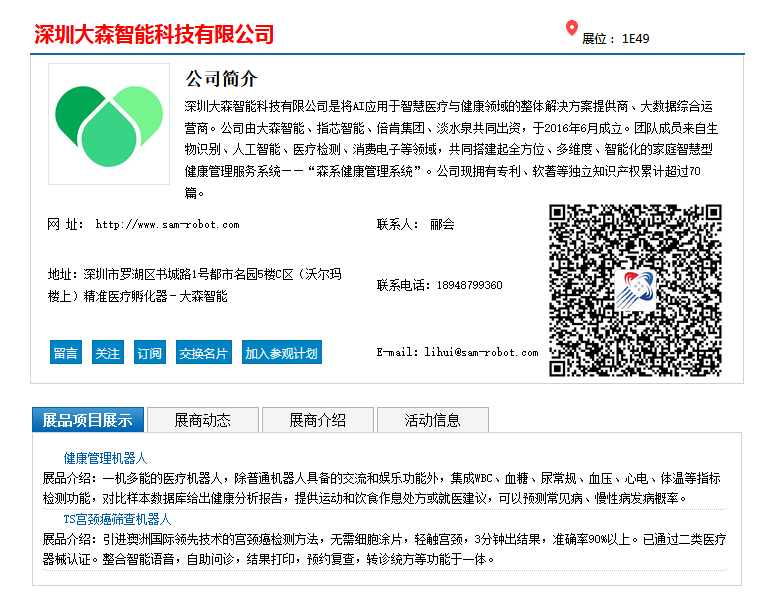 深圳大森智能科技有限公司
展位： 1E49
公司简介
深圳大森智能科技有限公司是将AI应用于智慧医疗与健康领域的整体解决方案提供商、大数据综合运
营商。公司由大森智能、指芯智能、倍肯集团、淡水泉共同出资，于2016年6月成立。团队成员来自生
物识别、人工智能、医疗检测、消费电子等领域，共同搭建起全方位、多维度、智能化的家庭智慧型
健康管理服务系统——“森系健康管理系统”。公司现拥有专利、软著等独立知识产权累计超过70
篇。
网 址： http://www.sam-robot.com
联系人： 郦会
地址：深圳市罗湖区书城路1号都市名园5楼C区（沃尔玛
楼上）精准医疗孵化器－大森智能
联系电话：18948799360
E-mail：lihui@sam-robot.com
留言 关注 订阅 交换名片 加入参观计划
展品项目展示 展商动态 展商介绍 活动信息
健康管理机器人
展品介绍：一机多能的医疗机器人，除普通机器人具备的交流和娱乐功能外，集成WBC、血糖、尿常规、血压、心电、体温等指标
检测功能，对比样本数据库给出健康分析报告，提供运动和饮食作息处方或就医建议，可以预测常见病、慢性病发病概率。
TS宫颈癌筛查机器人
展品介绍：引进澳洲国际领先技术的宫颈癌检测方法，无需细胞涂片，轻触宫颈，3分钟出结果，准确率90%以上。已通过二类医疗
器械认证。整合智能语音，自助问诊，结果打印，预约复查，转诊统方等功能于一体。